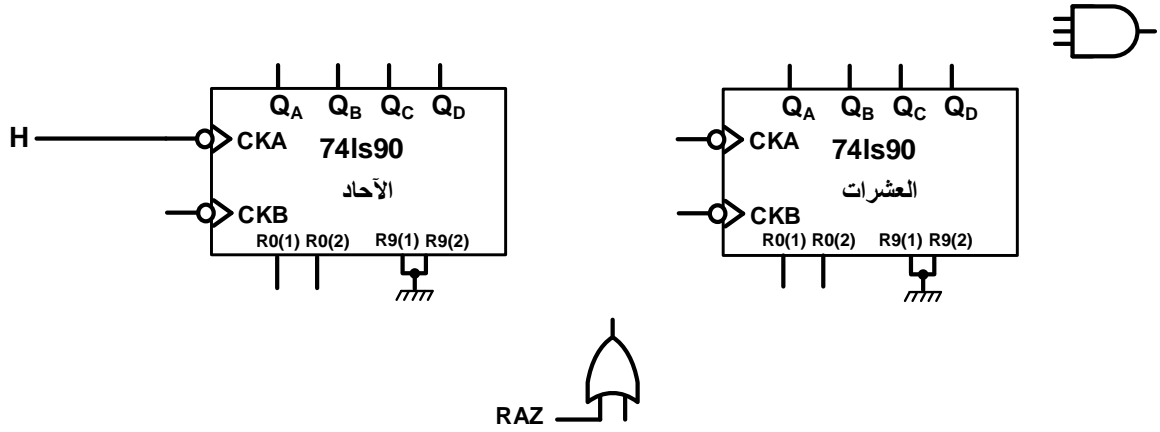 QA QB QC QD
H CKA 74ls90
الآحاد
CKB
R0(1) R0(2) R9(1) R9(2)
QA QB QC QD
CKA 74ls90
العشرات
CKB
R0(1) R0(2) R9(1) R9(2)
RAZ